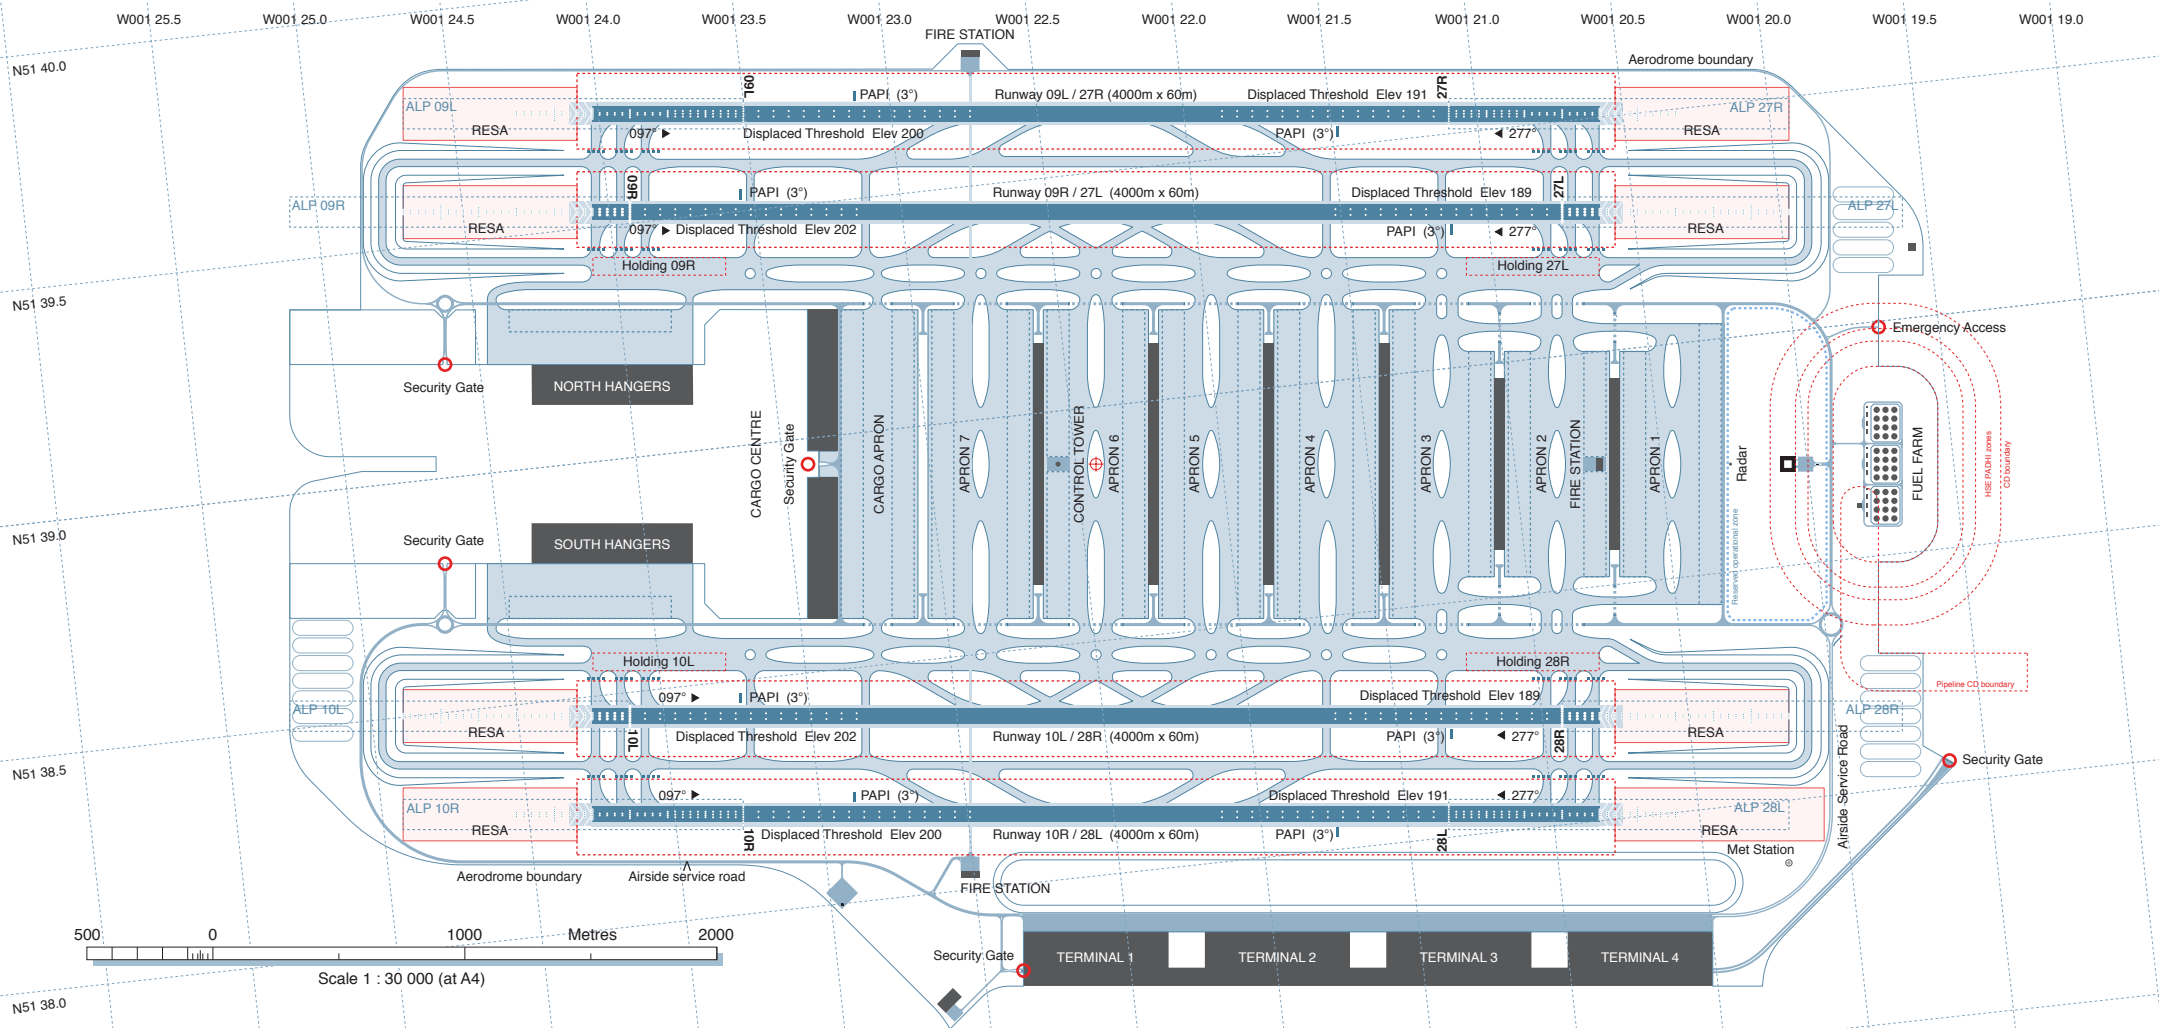 W001 25.5
W001 25.0
W001 24.5
W001 24.0
W001 23.5
W001 23.0
W001 22.5
W001 22.0
W001 21.5
W001 21.0
W001 20.5
W001 20.0
W001 19.5
W001 19.0
FIRE STATION
Aerodrome boundary
N51 40.0
ALP 09L
RESA
09L
PAPI (3°)
Runway 09L / 27R (4000m x 60m)
Displaced Threshold Elev 191
27R
ALP 27R
RESA
097°
Displaced Threshold Elev 200
PAPI (3°)
277°
ALP 09R
RESA
09R
PAPI (3°)
Runway 09R / 27L (4000m x 60m)
Displaced Threshold Elev 189
27L
ALP 27L
RESA
097°
Displaced Threshold Elev 202
PAPI (3°)
277°
Holding 09R
Holding 27L
N51 39.5
Emergency Access
Security Gate
NORTH HANGERS
CARGO CENTRE
Security Gate
CARGO APRON
APRON 7
CONTROL TOWER
APRON 6
APRON 5
APRON 4
APRON 3
APRON 2
FIRE STATION
APRON 1
Radar
Reserved operational zone
FUEL FARM
HSE PADHI zones
CD boundary
N51 39.0
Security Gate
SOUTH HANGERS
Holding 10L
Holding 28R
Pipeline CD boundary
ALP 10L
RESA
097°
PAPI (3°)
Displaced Threshold Elev 189
ALP 28R
RESA
10L
Displaced Threshold Elev 202
Runway 10L / 28R (4000m x 60m)
PAPI (3°)
277°
28R
N51 38.5
Airside Service Road
Security Gate
ALP 10R
RESA
097°
PAPI (3°)
Displaced Threshold Elev 191
277°
ALP 28L
RESA
10R
Displaced Threshold Elev 200
Runway 10R / 28L (4000m x 60m)
PAPI (3°)
28L
Met Station
Aerodrome boundary
Airside service road
FIRE STATION
500
0
1000
Metres
2000
Scale 1 : 30 000 (at A4)
Security Gate
TERMINAL 1
TERMINAL 2
TERMINAL 3
TERMINAL 4
N51 38.0